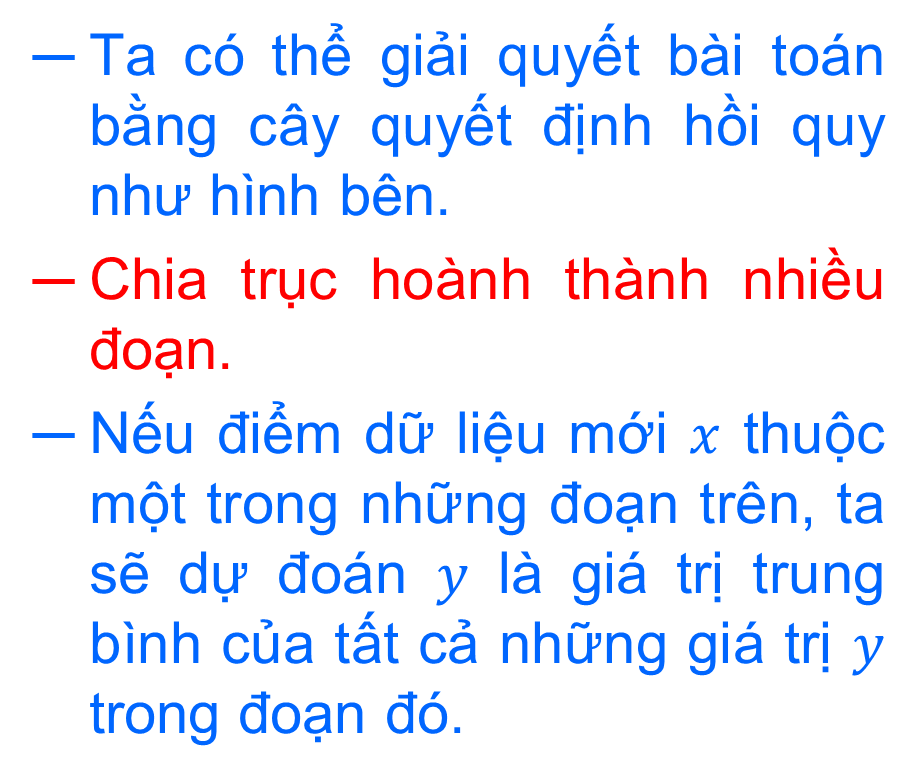 — Ta có thể giải quyết bài toán
bằng cây quyết định hồi quy
như hình bên.
— Chia trục hoành thành nhiều
đoạn.
— Nếu điểm dữ liệu mới x thuộc
một trong những đoạn trên, ta
sẽ dự đoán y là giá trị trung
bình của tất cả những giá trị y
trong đoạn đó.